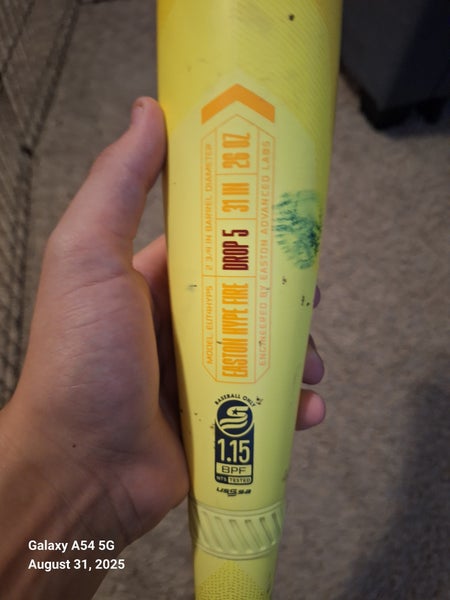 MODEL EUT4HYP5 2 3/4 IN BARREL DIAMETER
EASTON HYPE FIRE DROP 5 31 IN 26 OZ
ENGINEERED BY EASTON ADVANCED LABS
BASEBALL ONLY
1.15
BPF
NTS TESTED
USSSA
Galaxy A54 5G
August 31, 2025